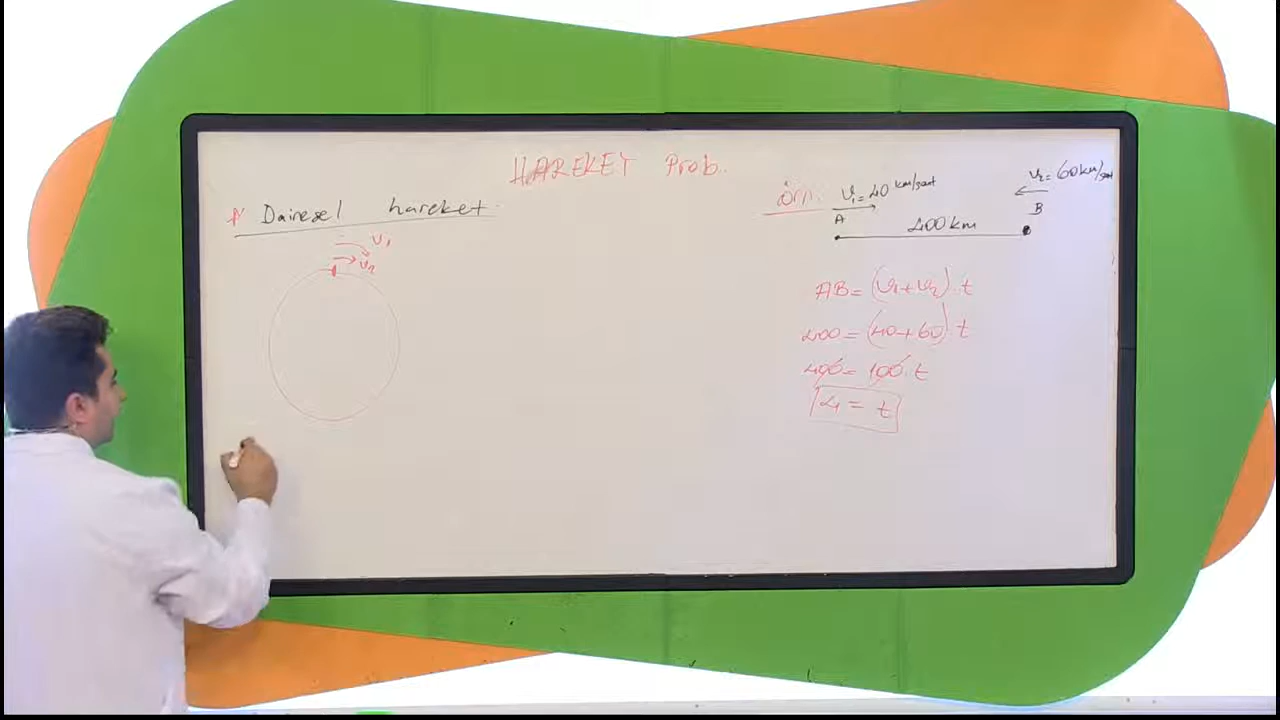 HAREKET Prob.
* Dairesel hareket
V₁
V₂
örn:
V₁=40 km/saat
V₂=60 km/saat
A
B
400 km
AB=(V₁+V₂).t
400=(40+60).t
400=100.t
4=t